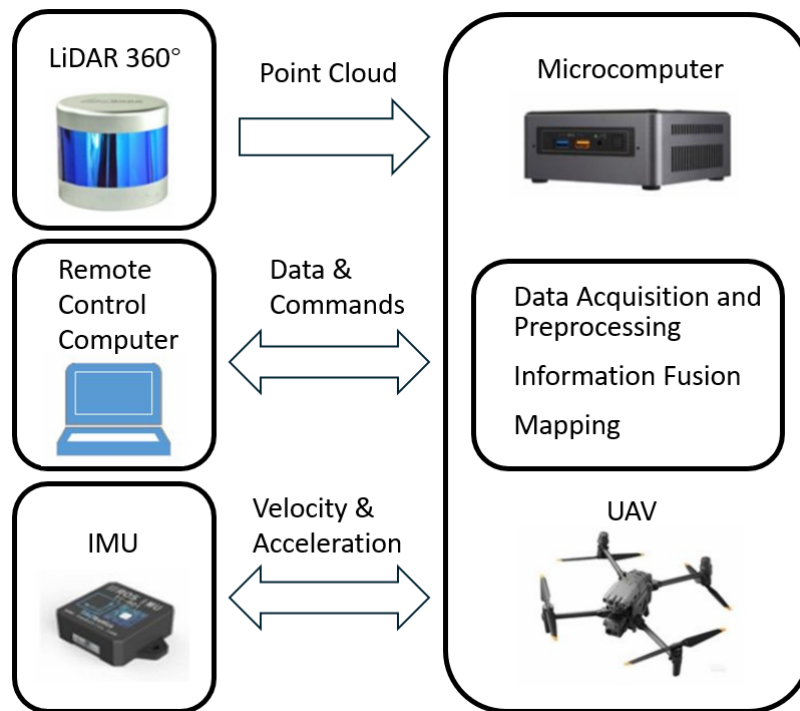 LiDAR 360°
Point Cloud
Microcomputer
Remote
Control
Computer
Data &
Commands
Data Acquisition and
Preprocessing
Information Fusion
Mapping
IMU
Velocity &
Acceleration
UAV